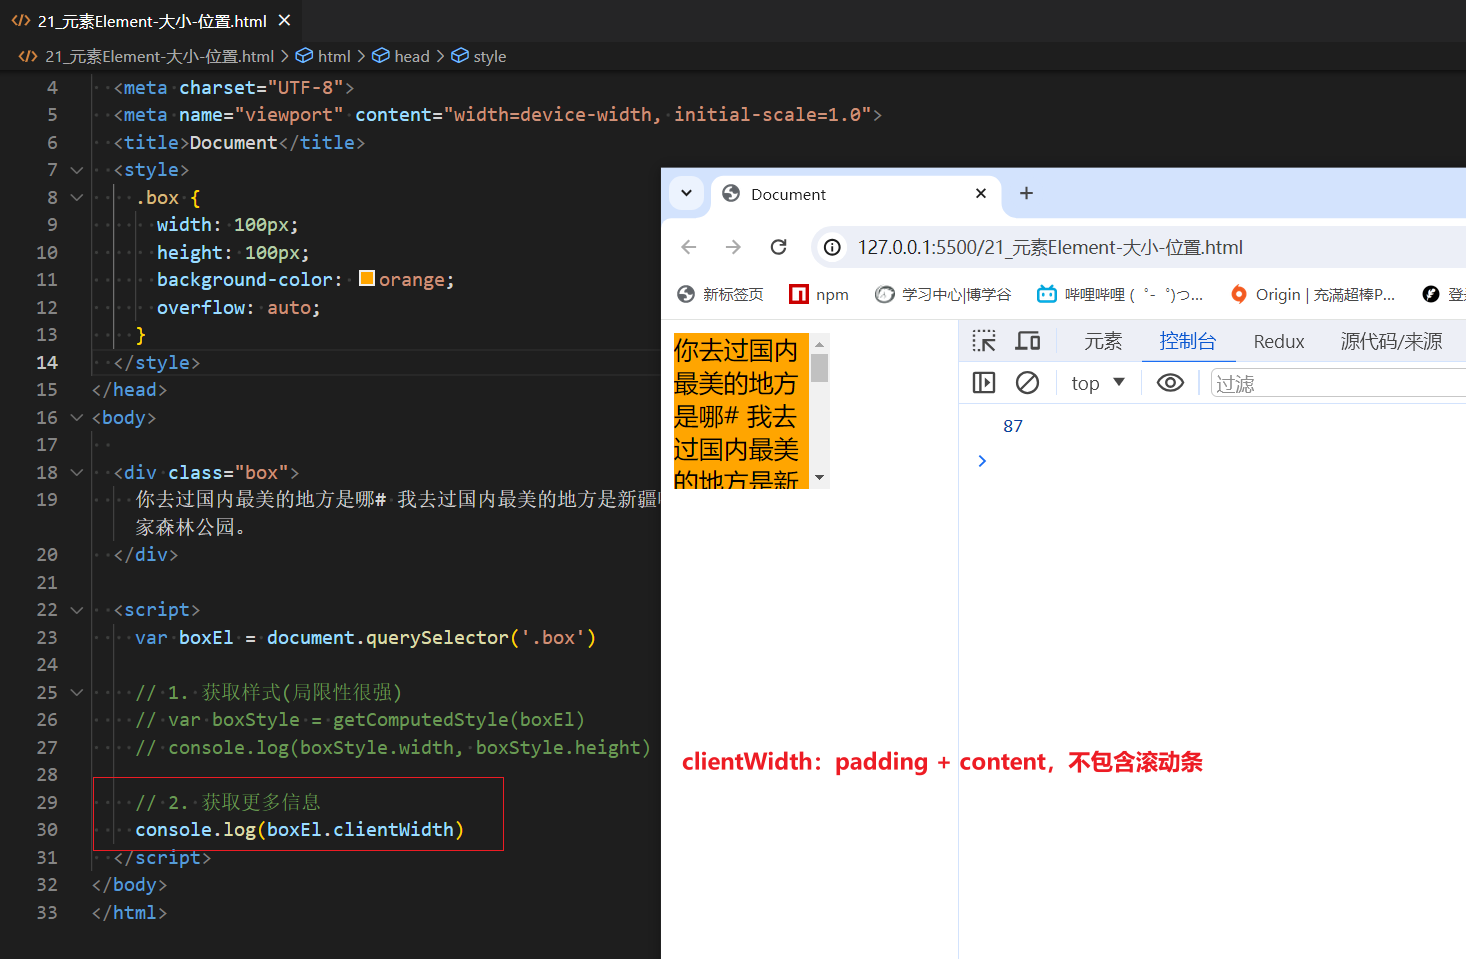 21_元素Element-大小-位置.html
21_元素Element-大小-位置.html > html > head > style
4 <meta charset="UTF-8">
5 <meta name="viewport" content="width=device-width, initial-scale=1.0">
6 <title>Document</title>
7 <style>
8 .box {
9 width: 100px;
10 height: 100px;
11 background-color: orange;
12 overflow: auto;
13 }
14 </style>
15 </head>
16 <body>
17
18 <div class="box">
19 你去过国内最美的地方是哪# 我去过国内最美的地方是新疆
家森林公园。
20 </div>
21
22 <script>
23 var boxEl = document.querySelector('.box')
24
25 // 1. 获取样式(局限性很强)
26 // var boxStyle = getComputedStyle(boxEl)
27 // console.log(boxStyle.width, boxStyle.height)
28
29 // 2. 获取更多信息
30 console.log(boxEl.clientWidth)
31 </script>
32 </body>
33 </html>
Document
127.0.0.1:5500/21_元素Element-大小-位置.html
新标签页 npm 学习中心|博学谷 哔哩哔哩 ( ゜- ゜)つ... Origin | 充满超棒P... 登
你去过国内
最美的地方
是哪# 我去
过国内最美
的地方是新
元素 控制台 Redux 源代码/来源
top 过滤
87
clientWidth：padding + content，不包含滚动条